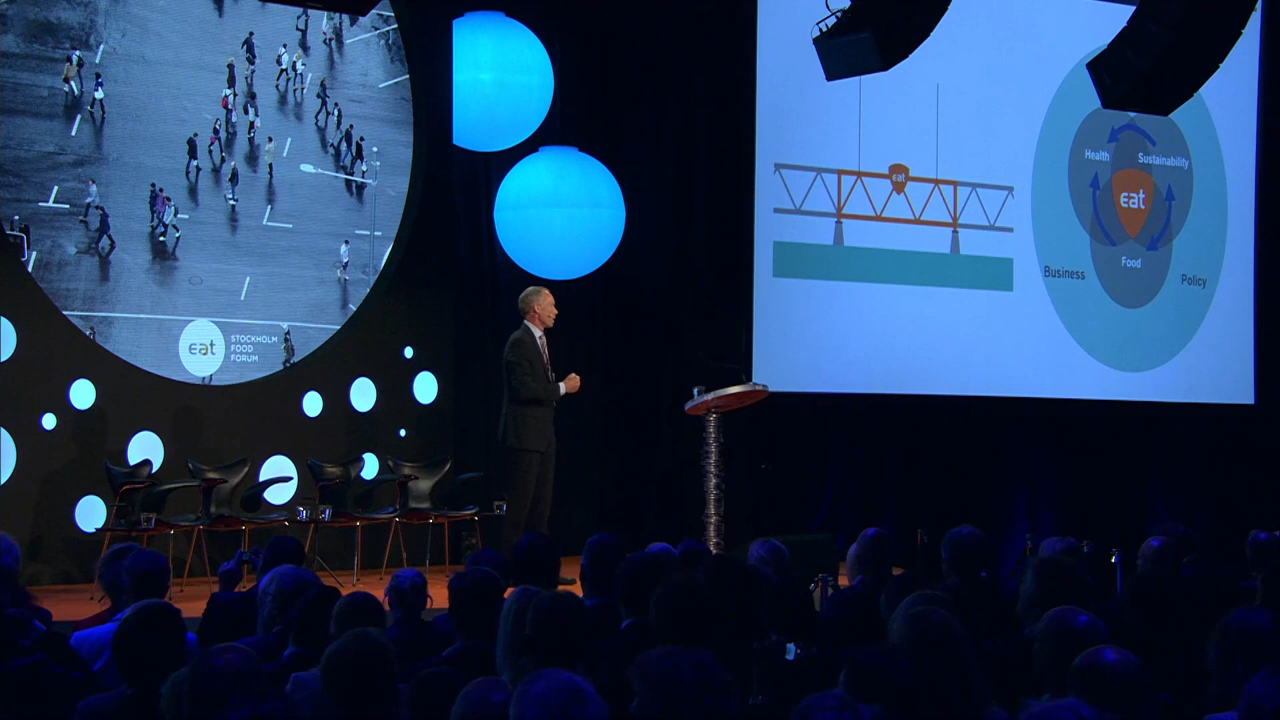 eat
STOCKHOLM
FOOD
FORUM
eat
Health
Sustainability
eat
Food
Business
Policy